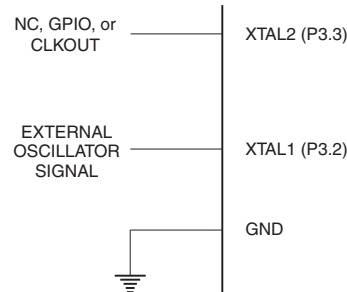 NC, GPIO, or
CLKOUT
XTAL2 (P3.3)
EXTERNAL
OSCILLATOR
SIGNAL
XTAL1 (P3.2)
GND